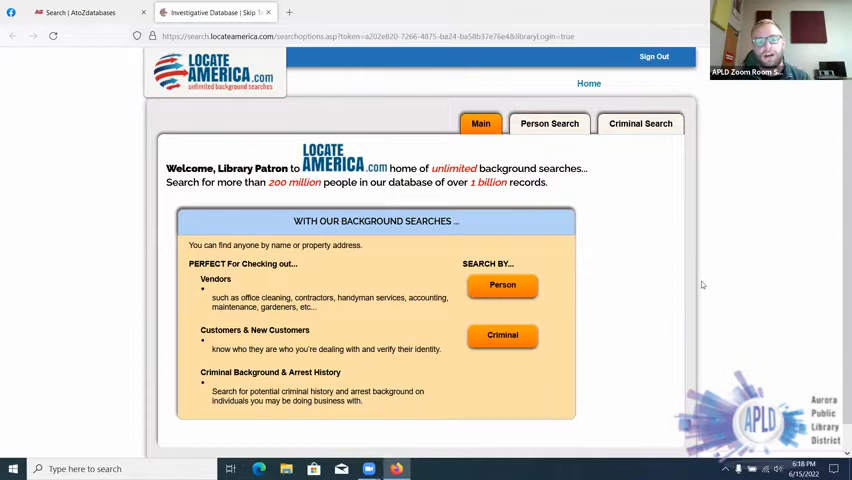 Search | AtoZdatabases
Investigative Database | Skip T
https://search.locateamerica.com/searchoptions.asp?token=a202e820-7266-4875-ba24-ba58b37e76e4&libraryLogin=true
APLD Zoom Room S...
LOCATE
AMERICA.com
unlimited background searches
Sign Out
Home
Main
Person Search
Criminal Search
Welcome, Library Patron to LOCATE AMERICA.com home of unlimited background searches...
Search for more than 200 million people in our database of over 1 billion records.
WITH OUR BACKGROUND SEARCHES ...
You can find anyone by name or property address.
PERFECT For Checking out...
SEARCH BY...
Vendors
such as office cleaning, contractors, handyman services, accounting,
maintenance, gardeners, etc...
Person
Customers & New Customers
know who they are who you're dealing with and verify their identity.
Criminal
Criminal Background & Arrest History
Search for potential criminal history and arrest background on
individuals you may be doing business with.
APLD
Aurora
Public
Library
District
Type here to search
6:18 PM
6/15/2022